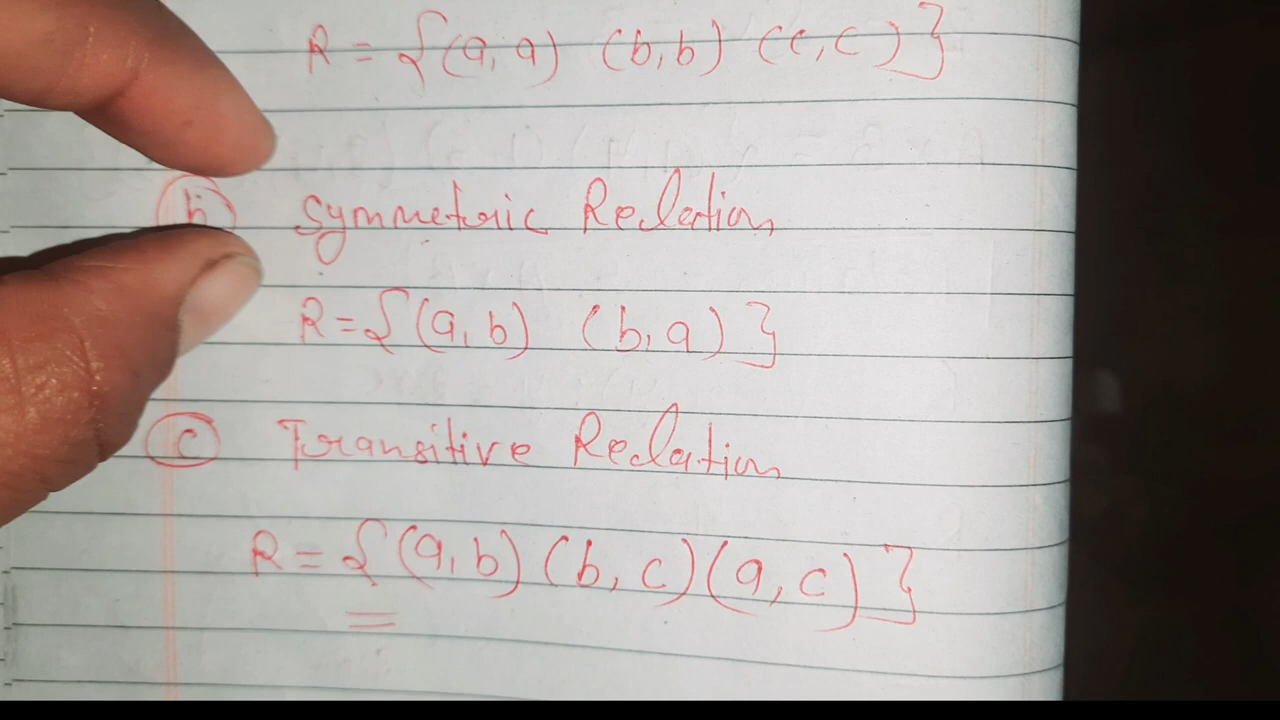 R = {(a, a) (b, b) (c, c)}
(b) Symmetric Relation
R = {(a, b) (b, a)}
(c) Transitive Relation
R = {(a, b) (b, c) (a, c)}